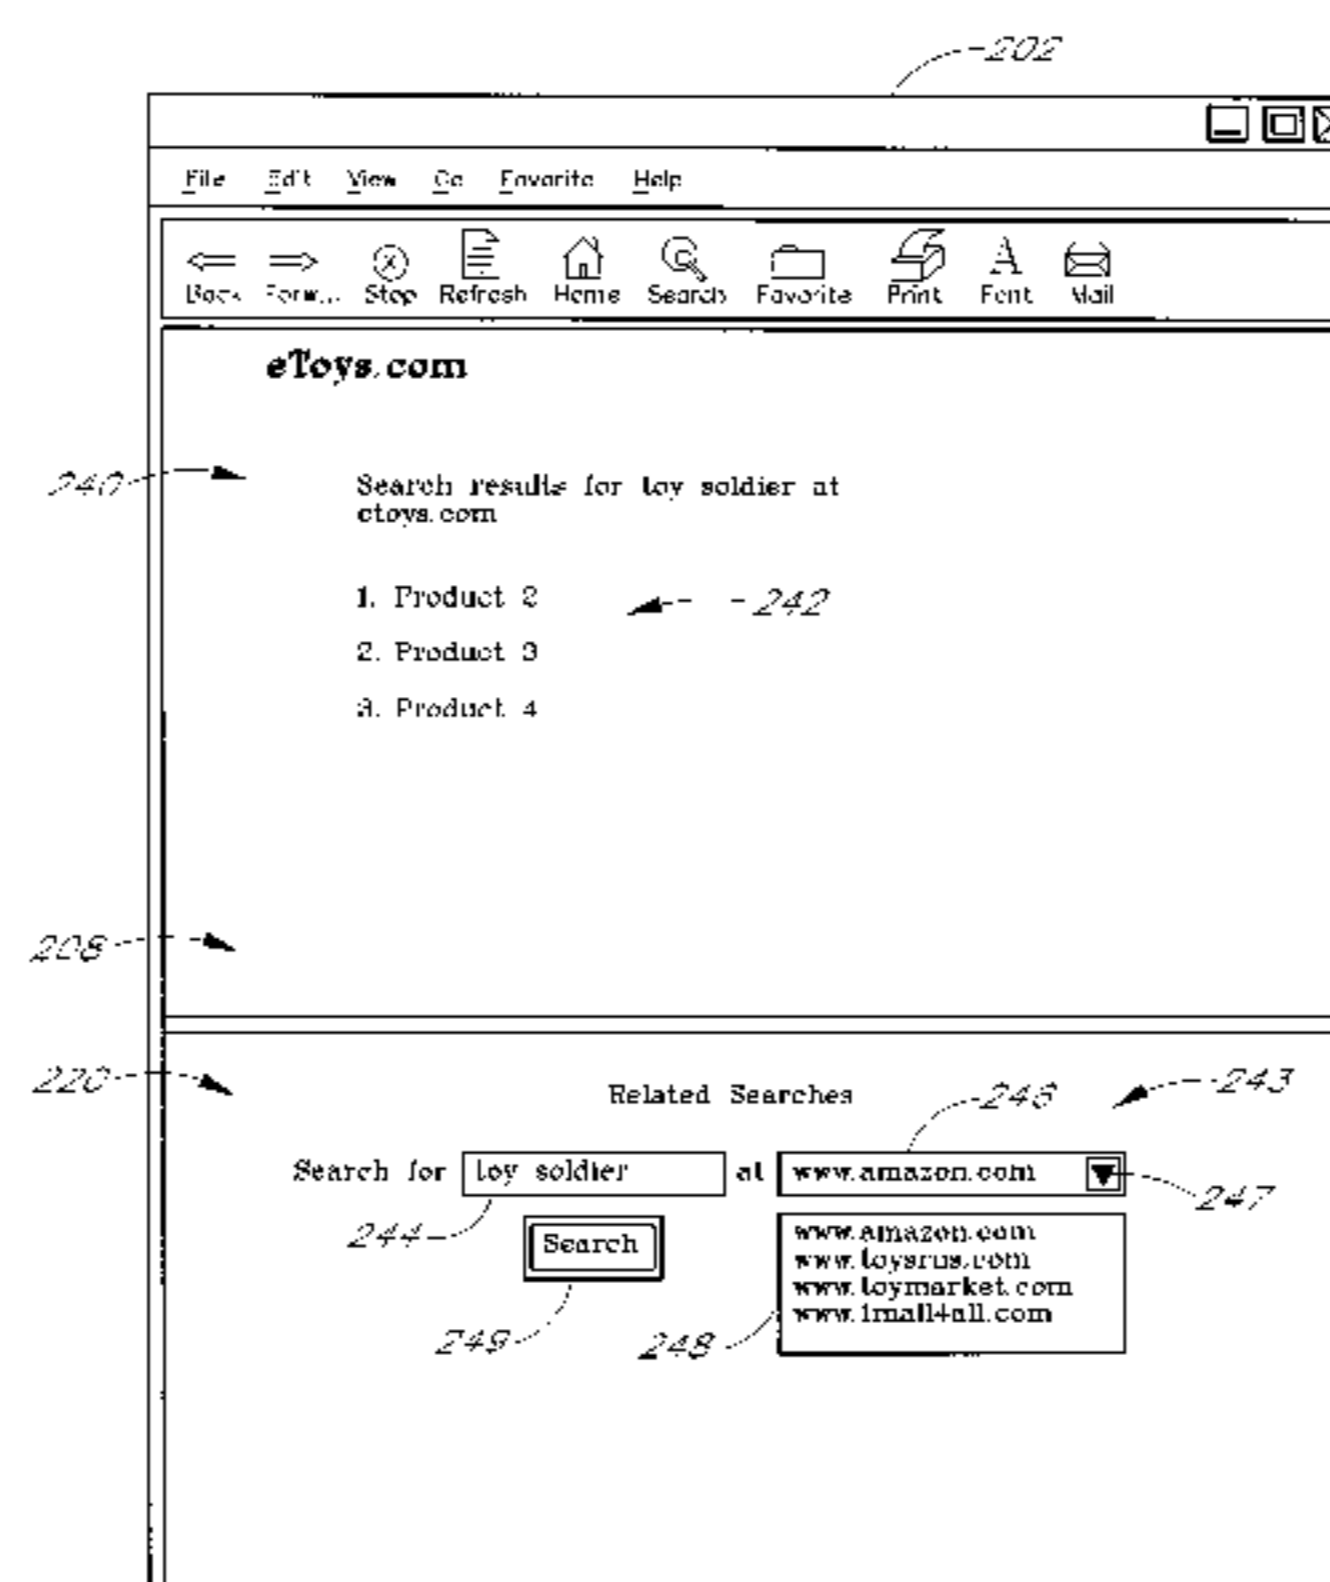 202
File Edit View Go Favorite Help
Back Forw... Stop Refresh Home Search Favorite Print Font Mail
eToys.com
240
Search results for toy soldier at
etoys.com
1. Product 2
242
2. Product 3
3. Product 4
208
220
Related Searches
246
243
Search for toy soldier at www.amazon.com
247
244
Search
www.amazon.com
www.toysrus.com
www.toymarket.com
www.1mall4all.com
249
248